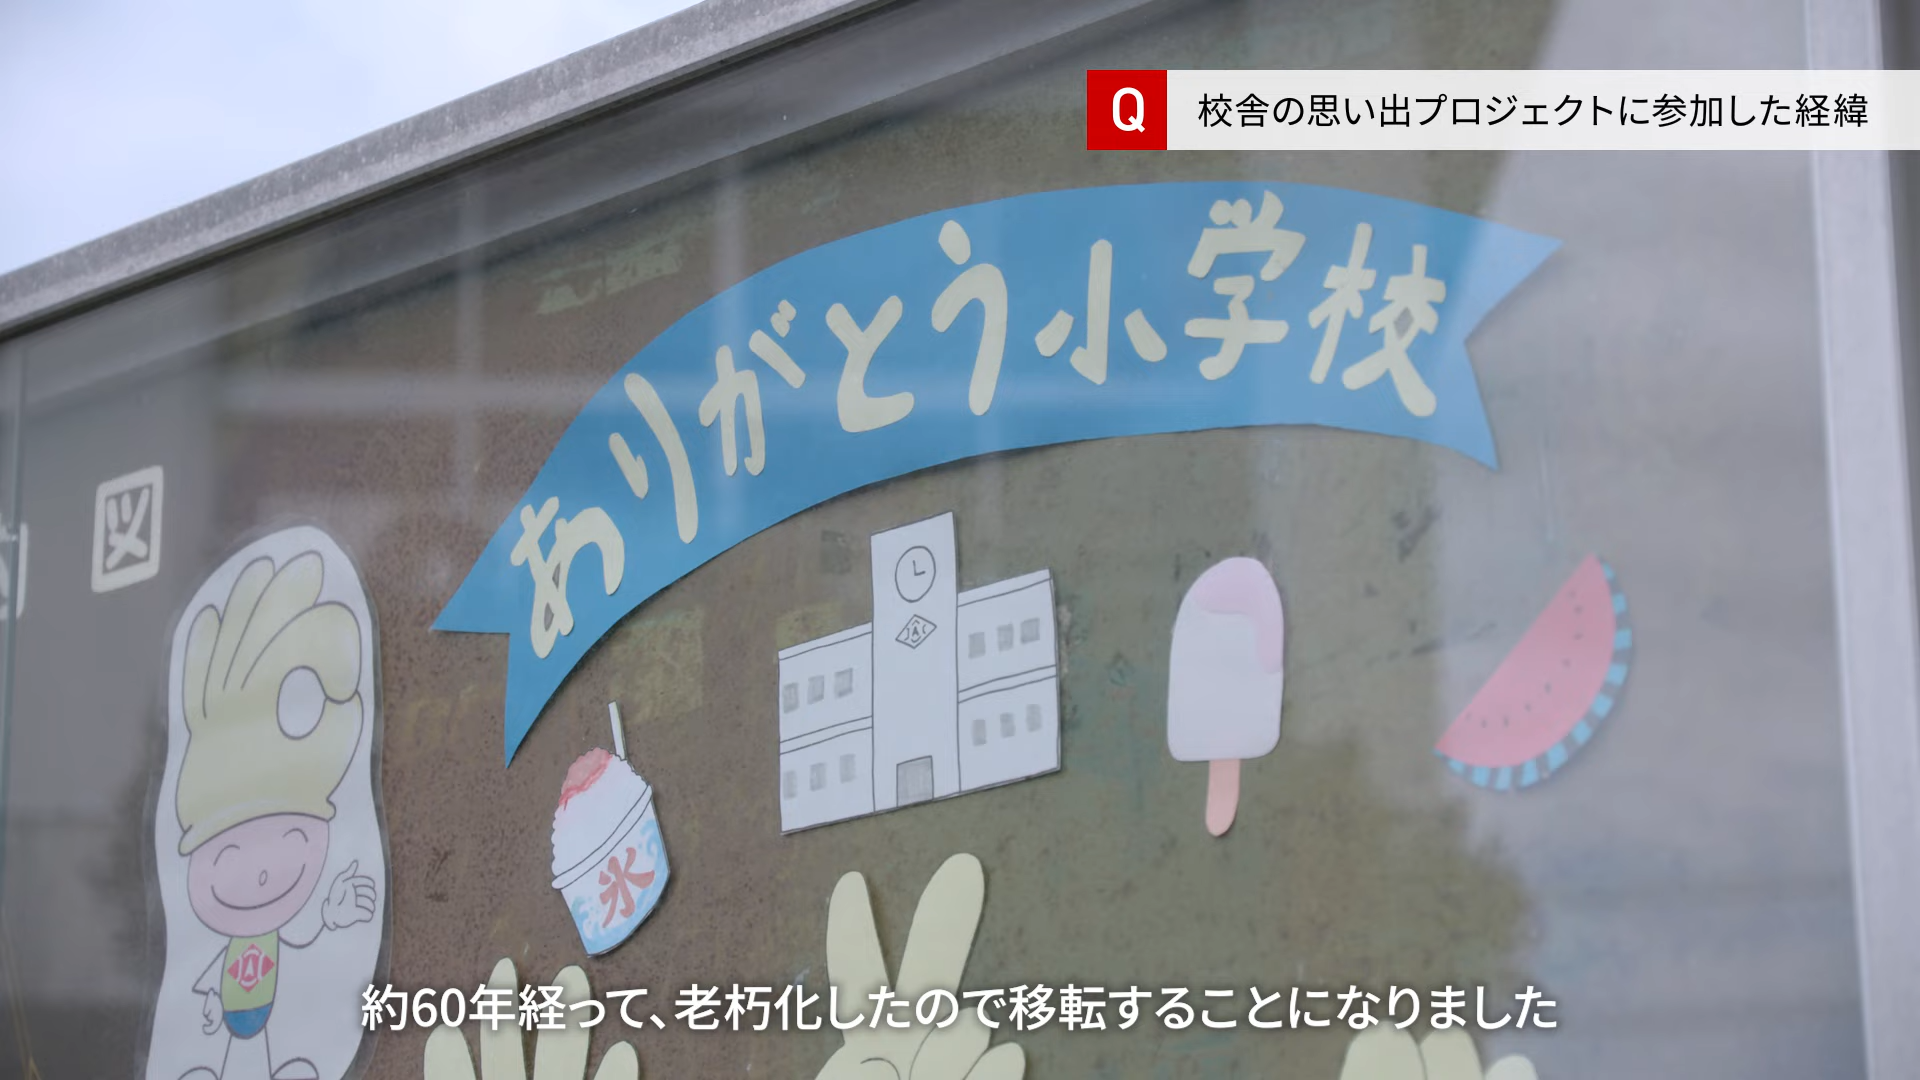 Q 校舎の思い出プロジェクトに参加した経緯
ありがとう小学校
図
氷
約60年経って、老朽化したので移転することになりました